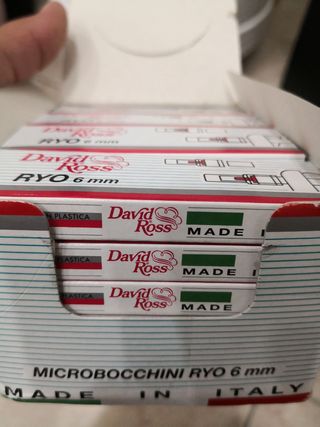 David
Ross
RYO 6 mm
David
Ross
RYO 6 mm
N PLASTICA
David
Ross
MADE I
PLASTICA
David
Ross
MADE I
PLASTICA
David
Ross
MADE
MICROBOCCHINI RYO 6 mm
MADE IN ITALY